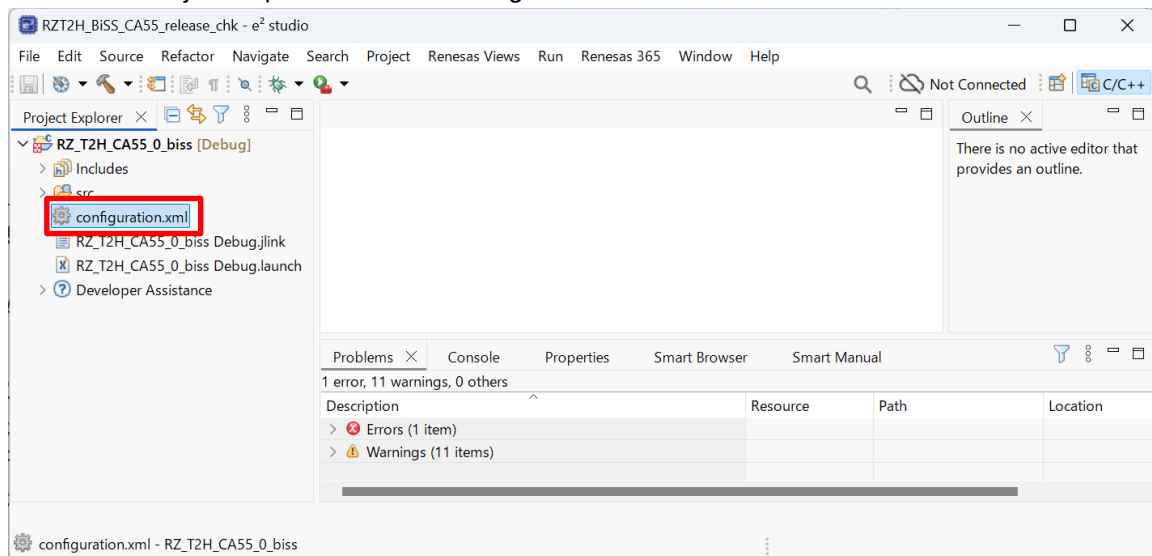 RZT2H_BiSS_CA55_release_chk - e² studio
File Edit Source Refactor Navigate Search Project Renesas Views Run Renesas 365 Window Help
Not Connected C/C++
Project Explorer
Outline
RZ_T2H_CA55_0_biss [Debug]
There is no active editor that
provides an outline.
Includes
src
configuration.xml
RZ_T2H_CA55_0_biss Debug.jlink
RZ_T2H_CA55_0_biss Debug.launch
Developer Assistance
Problems Console Properties Smart Browser Smart Manual
1 error, 11 warnings, 0 others
Description Resource Path Location
Errors (1 item)
Warnings (11 items)
configuration.xml - RZ_T2H_CA55_0_biss